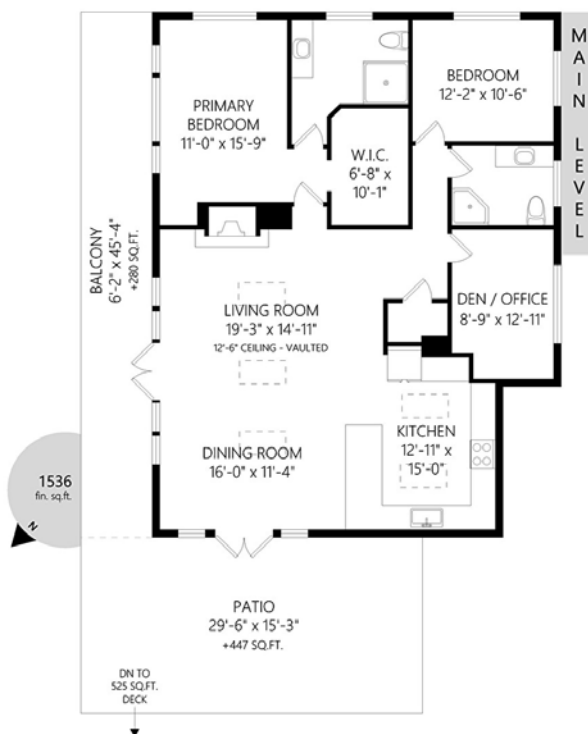 MAIN LEVEL
PRIMARY
BEDROOM
11'-0" x 15'-9"
BEDROOM
12'-2" x 10'-6"
W.I.C.
6'-8" x
10'-1"
BALCONY
6'-2" x 45'-4"
+280 SQ.FT.
LIVING ROOM
19'-3" x 14'-11"
12'-6" CEILING - VAULTED
DEN / OFFICE
8'-9" x 12'-11"
DINING ROOM
16'-0" x 11'-4"
KITCHEN
12'-11" x
15'-0"
1536
fin. sq.ft.
N
PATIO
29'-6" x 15'-3"
+447 SQ.FT.
DN TO
525 SQ.FT.
DECK